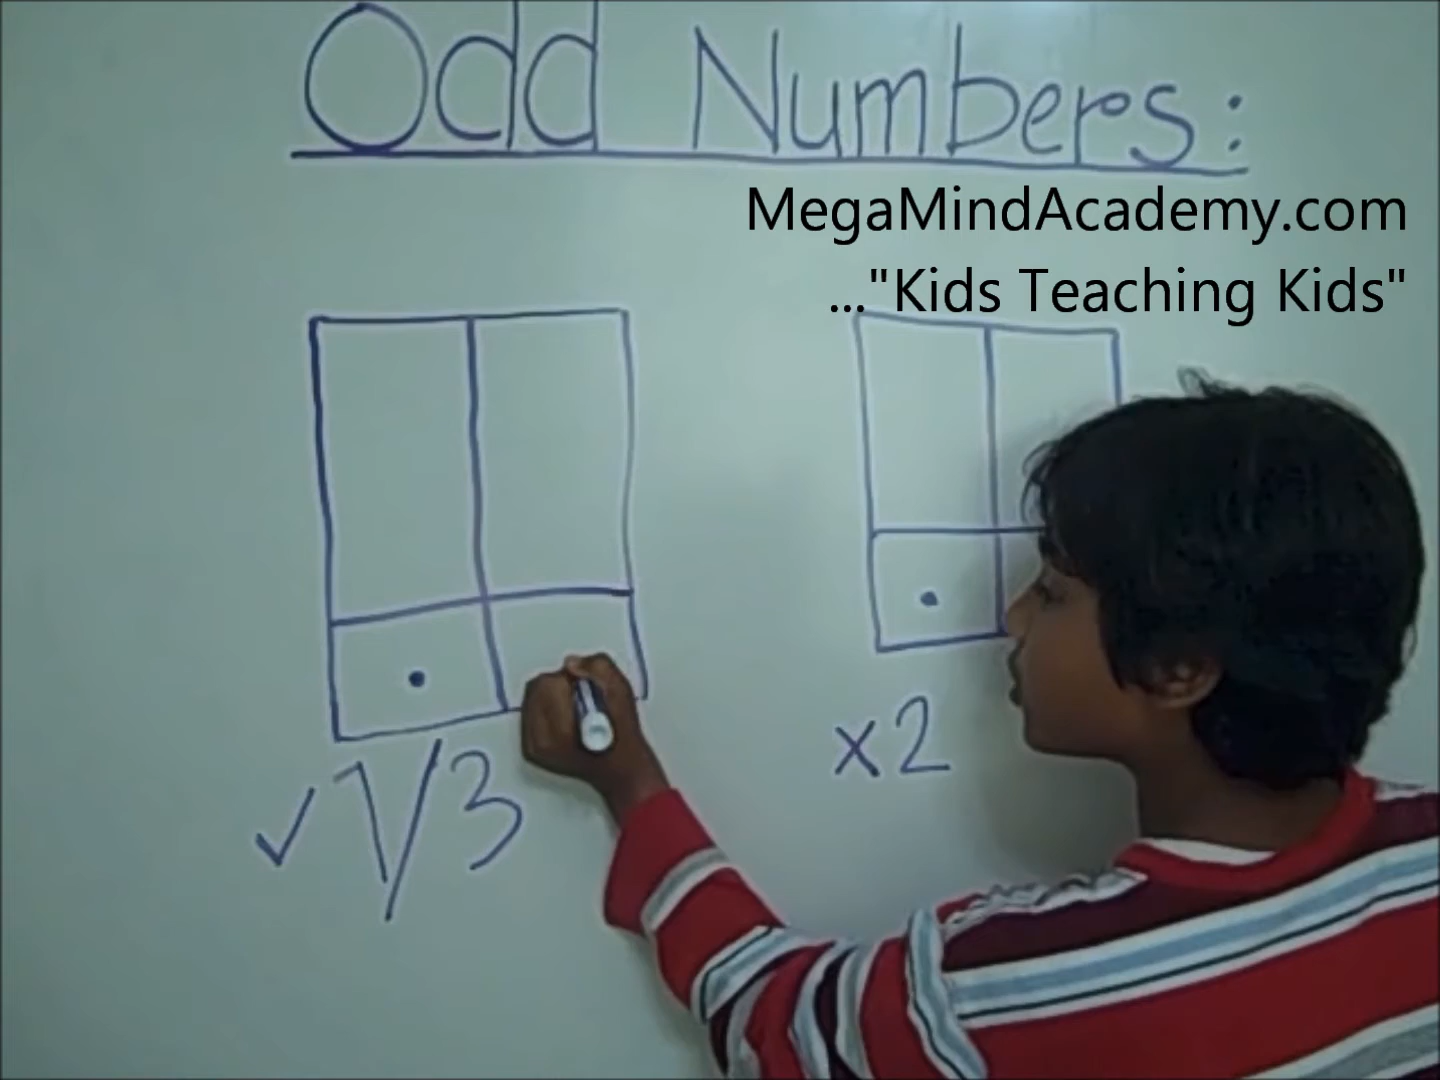 Odd Numbers:
MegaMindAcademy.com
..."Kids Teaching Kids"
✓1/3
x2